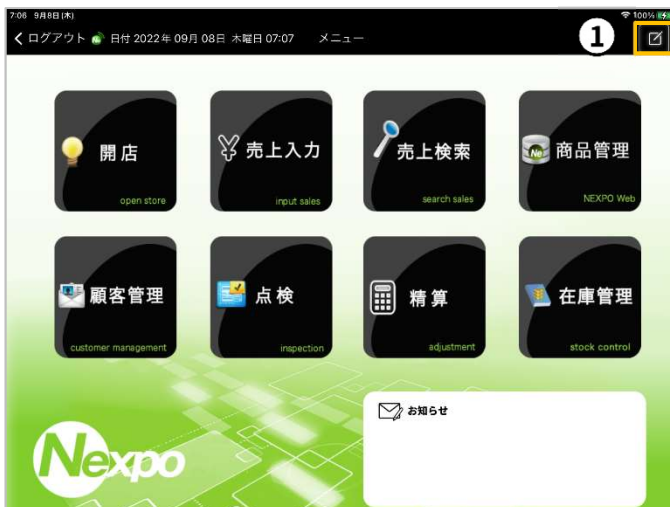 7:06 9月8日(木)
100%
ログアウト 日付 2022年 09月 08日 木曜日 07:07 メニュー
1
開店
open store
売上入力
input sales
売上検索
search sales
Ne
商品管理
NEXPO Web
顧客管理
customer management
点検
inspection
精算
adjustment
在庫管理
stock control
お知らせ
Nexpo